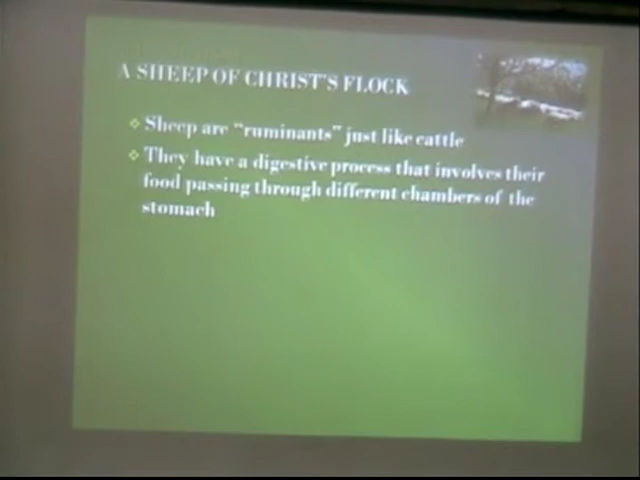 A SHEEP OF CHRIST'S FLOCK
Sheep are "ruminants" just like cattle
They have a digestive process that involves their
food passing through different chambers of the
stomach